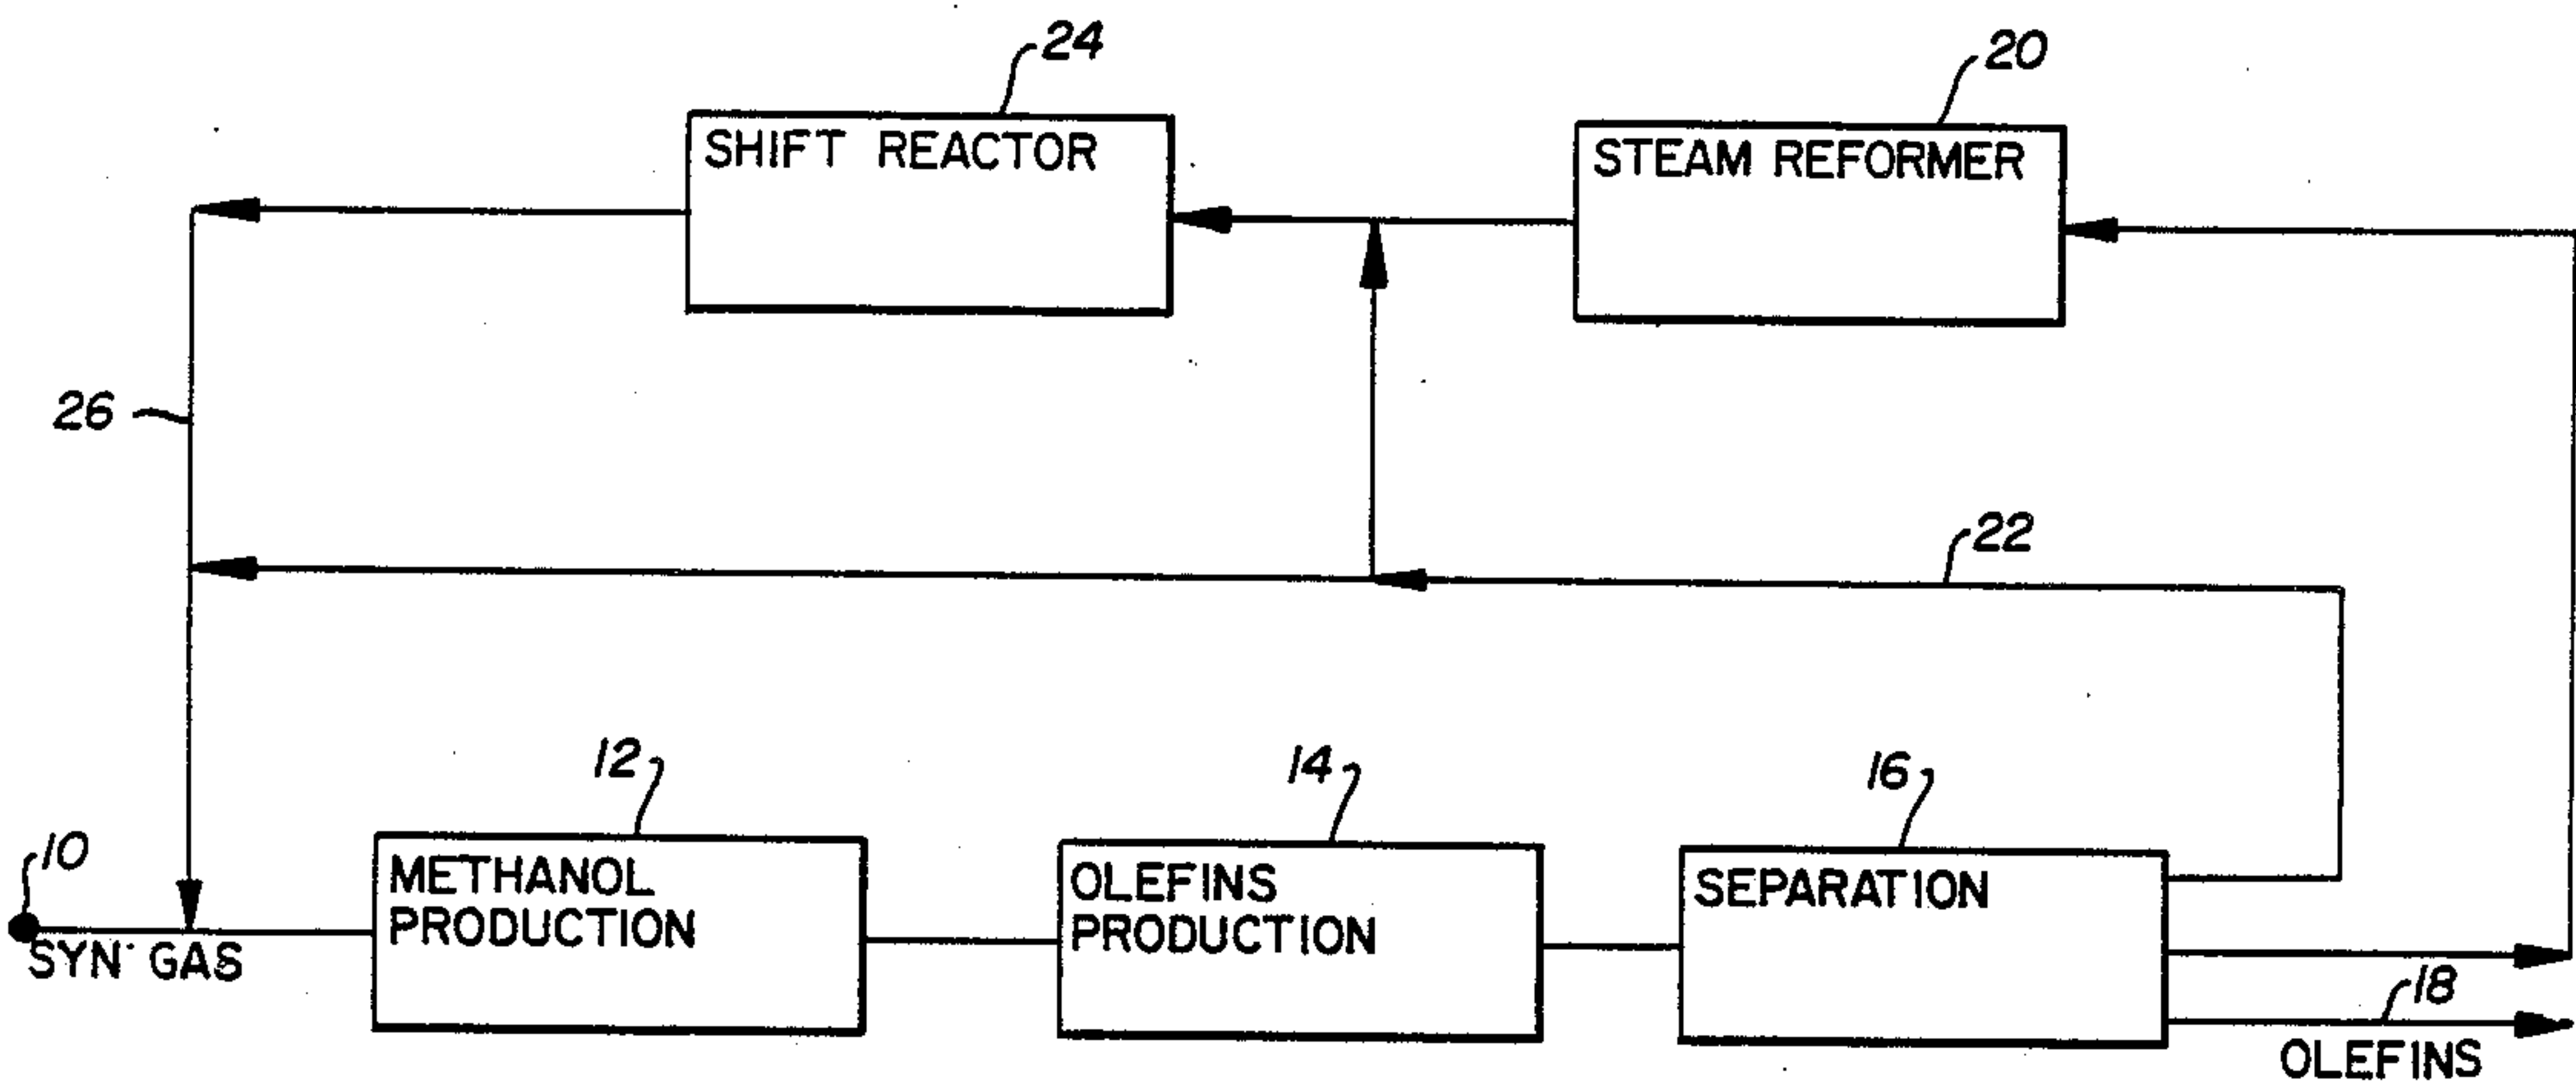 24
20
SHIFT REACTOR
STEAM REFORMER
26
22
12
14
16
10
METHANOL
PRODUCTION
OLEFINS
PRODUCTION
SEPARATION
SYN GAS
18
OLEFINS